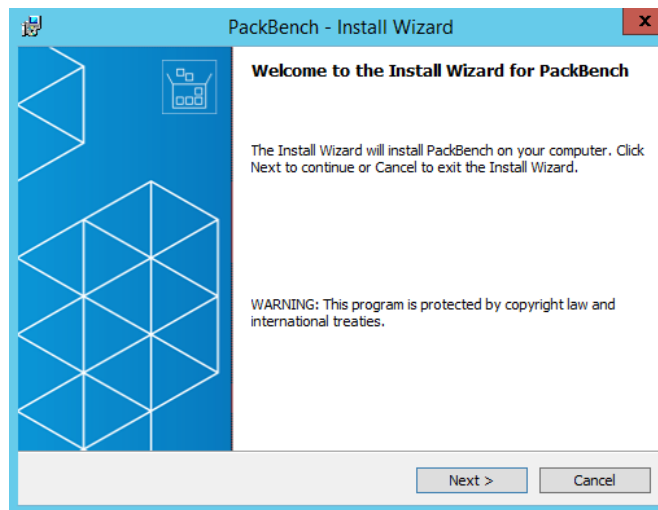 PackBench - Install Wizard
x
Welcome to the Install Wizard for PackBench
The Install Wizard will install PackBench on your computer. Click
Next to continue or Cancel to exit the Install Wizard.
WARNING: This program is protected by copyright law and
international treaties.
Next >
Cancel